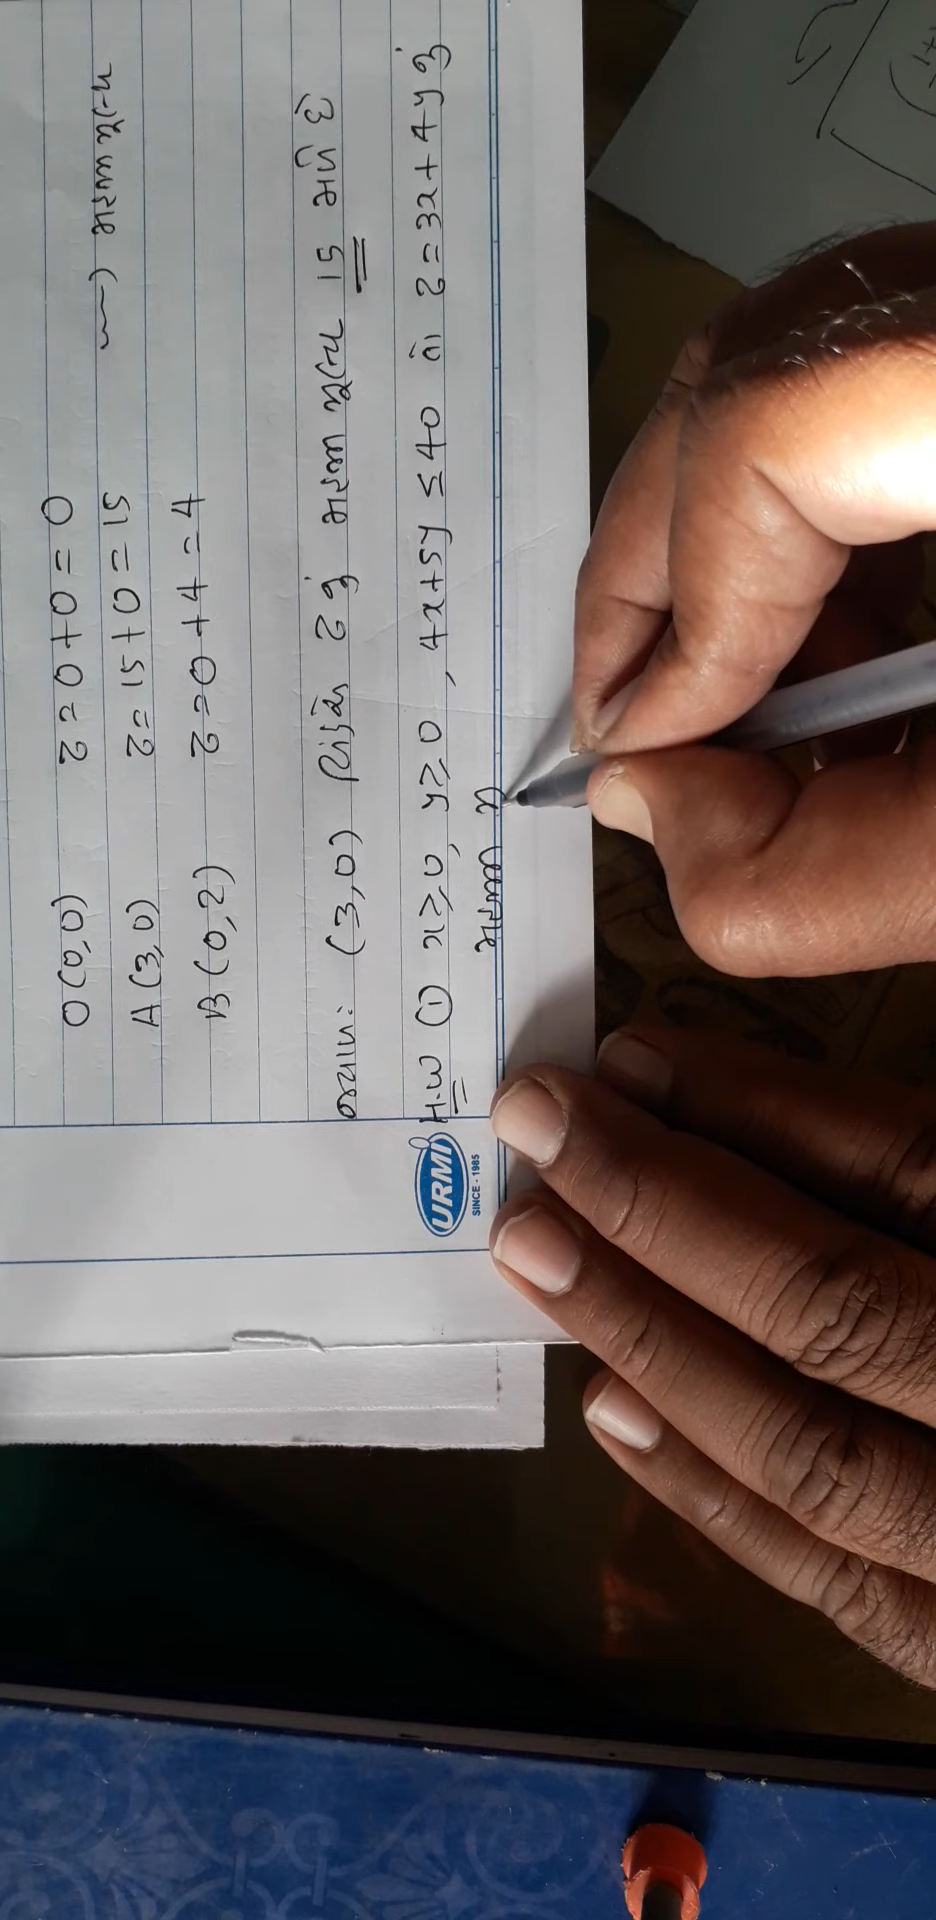 O(0,0) Z = 0 + 0 = 0
A(3,0) Z = 15 + 0 = 15 મહત્તમ
B(0,2) Z = 0 + 4 = 4
જવાબઃ (3,0) બિંદુએ Z નું મહત્તમ મૂલ્ય 15 મળે છે
H.W ① x ≥ 0, y ≥ 0, 4x + 5y ≤ 40 તો Z = 3x + 4y નું
મહત્તમ
URMI
SINCE - 1985